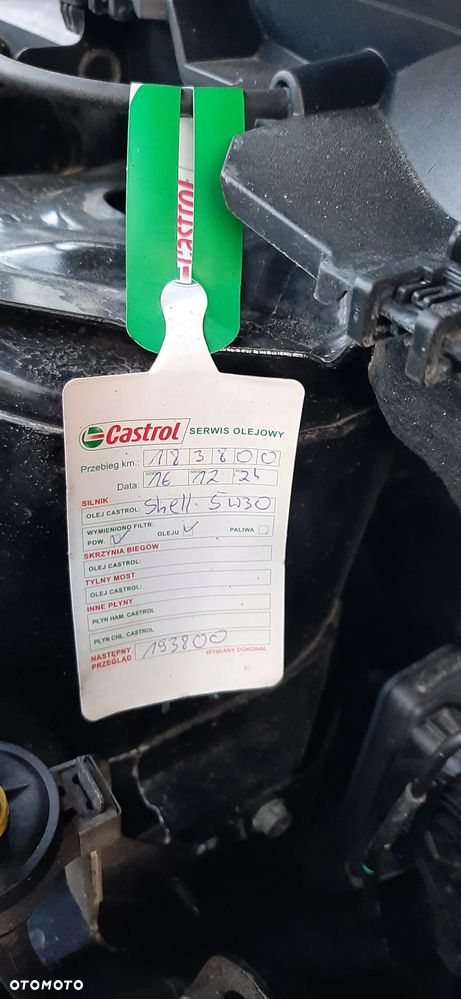 Castrol
Castrol SERWIS OLEJOWY
Przebieg km.: 183800
Data: 16 12 24
SILNIK
OLEJ CASTROL: Shell 5W30
WYMIENIONO FILTR:
POW. ✓ OLEJU ✓ PALIWA
SKRZYNIA BIEGÓW
OLEJ CASTROL:
TYLNY MOST
OLEJ CASTROL:
INNE PŁYNY
PŁYN HAM. CASTROL
PŁYN CHŁ. CASTROL
NASTĘPNY PRZEGLĄD 193800 WYMIANY DOKONAŁ
OTOMOTO